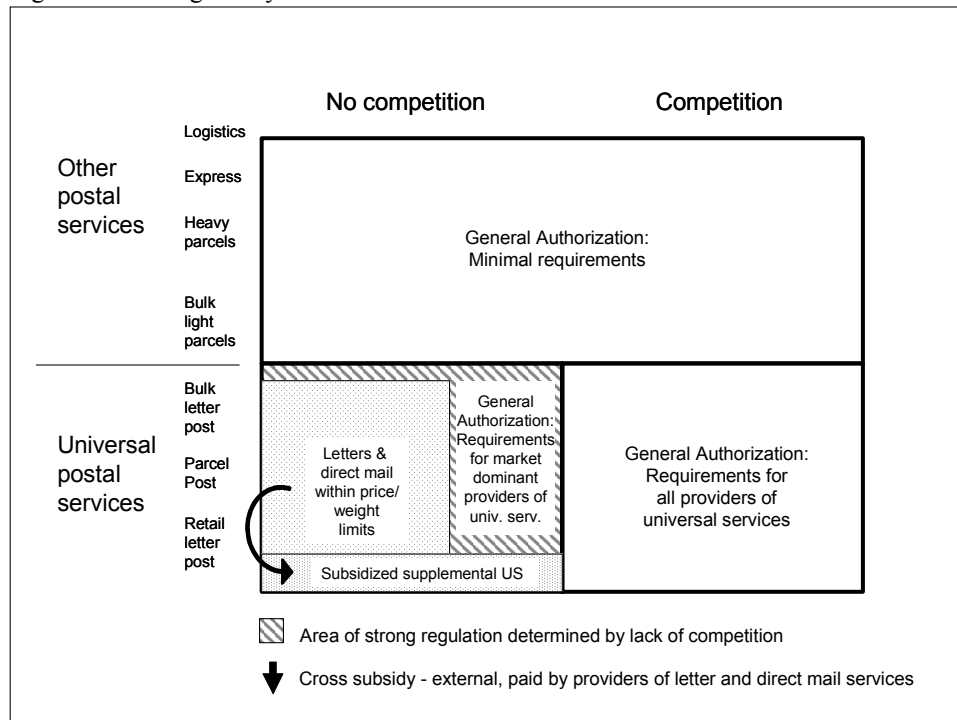 No competition
Competition
Other
postal
services
Logistics
Express
Heavy
parcels
Bulk
light
parcels
General Authorization:
Minimal requirements
Universal
postal
services
Bulk
letter
post
Parcel
Post
Retail
letter
post
Letters &
direct mail
within price/
weight
limits
General
Authorization:
Requirements
for market
dominant
providers of
univ. serv.
General Authorization:
Requirements for
all providers of
universal services
Subsidized supplemental US
Area of strong regulation determined by lack of competition
Cross subsidy - external, paid by providers of letter and direct mail services